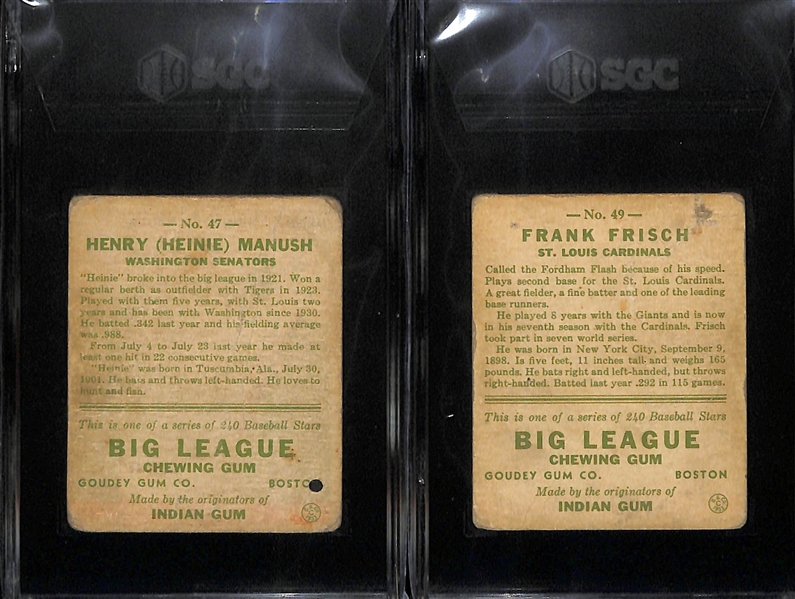 SGC
— No. 47 —
HENRY (HEINIE) MANUSH
WASHINGTON SENATORS
"Heinie" broke into the big league in 1921. Won a
regular berth as outfielder with Tigers in 1923.
Played with them five years, with St. Louis two
years and has been with Washington since 1930.
He batted .342 last year and his fielding average
was .988.
From July 4 to July 23 last year he made at
least one hit in 22 consecutive games.
"Heinie" was born in Tuscumbia, Ala., July 30,
1901. He bats and throws left-handed. He loves to
hunt and fish.
This is one of a series of 240 Baseball Stars
BIG LEAGUE
CHEWING GUM
GOUDEY GUM CO. BOSTO
Made by the originators of
INDIAN GUM
SGC
— No. 49 —
FRANK FRISCH
ST. LOUIS CARDINALS
Called the Fordham Flash because of his speed.
Plays second base for the St. Louis Cardinals.
A great fielder, a fine batter and one of the leading
base runners.
He played 8 years with the Giants and is now
in his seventh season with the Cardinals. Frisch
took part in seven world series.
He was born in New York City, September 9,
1898. Is five feet, 11 inches tall and weighs 165
pounds. He bats right and left-handed, but throws
right-handed. Batted last year .292 in 115 games.
This is one of a series of 240 Baseball Stars
BIG LEAGUE
CHEWING GUM
GOUDEY GUM CO. BOSTON
Made by the originators of
INDIAN GUM